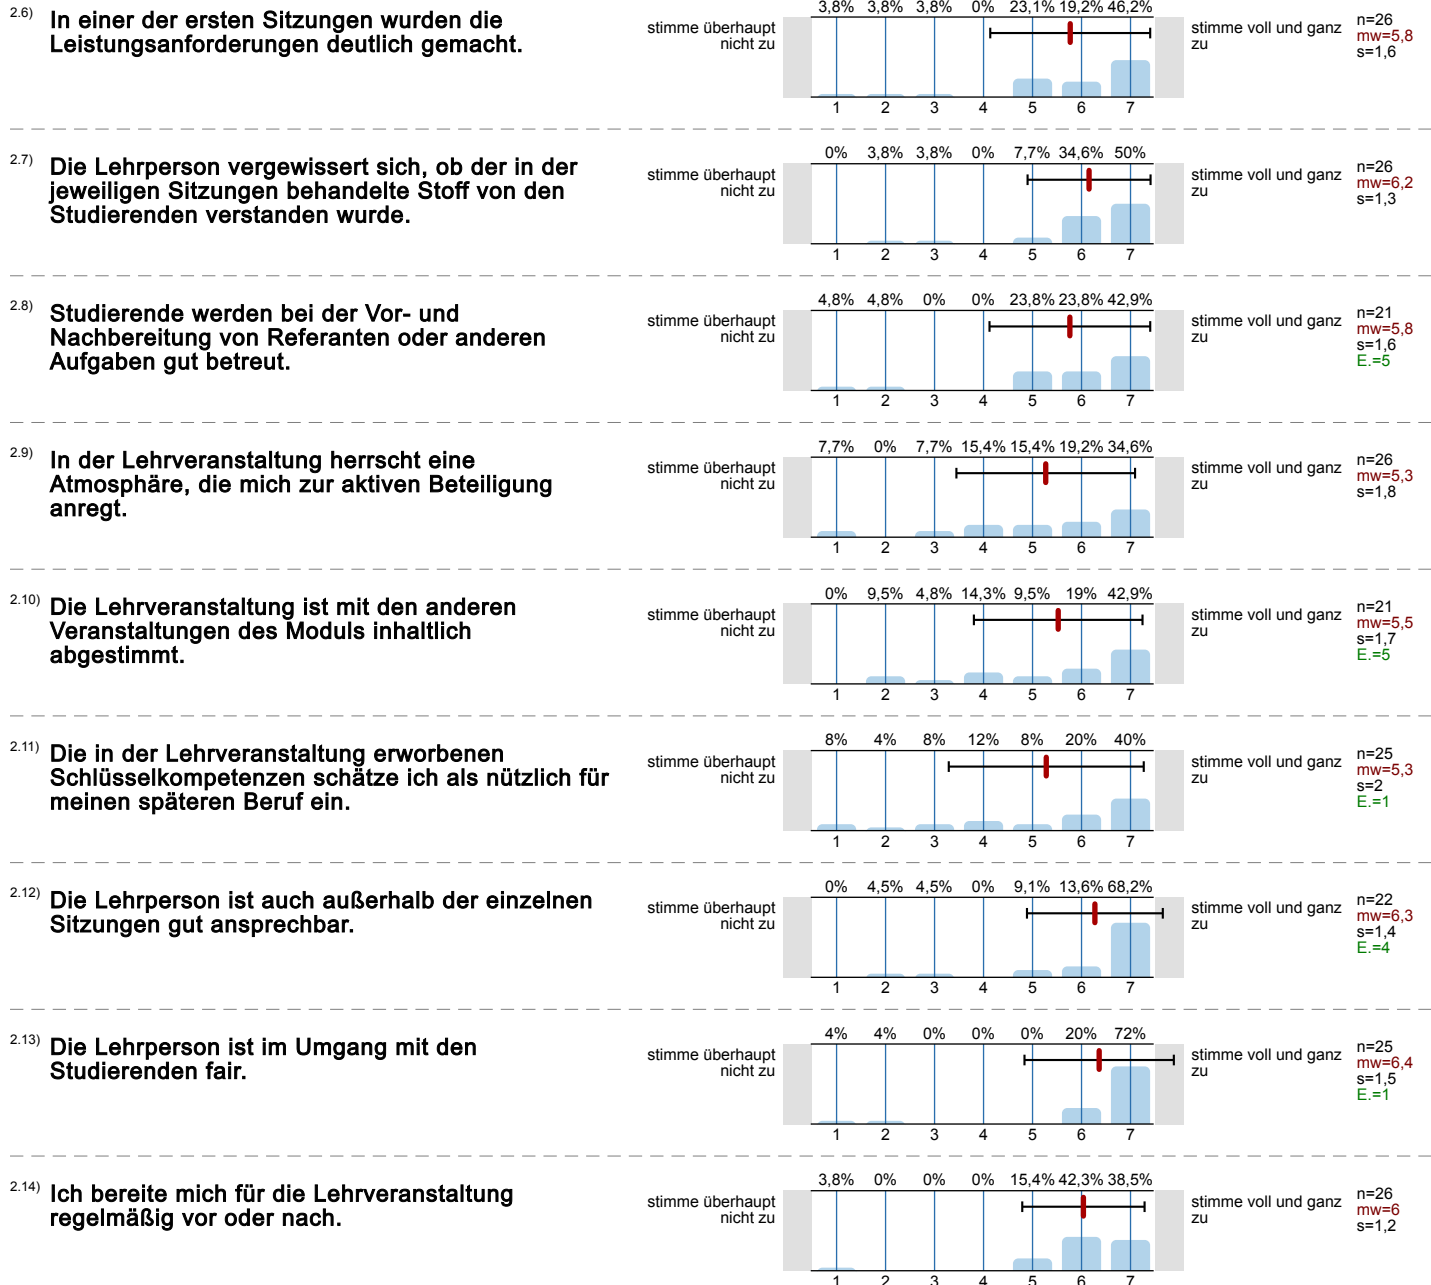 2.6) In einer der ersten Sitzungen wurden die
Leistungsanforderungen deutlich gemacht.
stimme überhaupt
nicht zu
3,8% 3,8% 3,8% 0% 23,1% 19,2% 46,2%
1 2 3 4 5 6 7
stimme voll und ganz
zu
n=26
mw=5,8
s=1,6
2.7) Die Lehrperson vergewissert sich, ob der in der
jeweiligen Sitzungen behandelte Stoff von den
Studierenden verstanden wurde.
stimme überhaupt
nicht zu
0% 3,8% 3,8% 0% 7,7% 34,6% 50%
1 2 3 4 5 6 7
stimme voll und ganz
zu
n=26
mw=6,2
s=1,3
2.8) Studierende werden bei der Vor- und
Nachbereitung von Referanten oder anderen
Aufgaben gut betreut.
stimme überhaupt
nicht zu
4,8% 4,8% 0% 0% 23,8% 23,8% 42,9%
1 2 3 4 5 6 7
stimme voll und ganz
zu
n=21
mw=5,8
s=1,6
E.=5
2.9) In der Lehrveranstaltung herrscht eine
Atmosphäre, die mich zur aktiven Beteiligung
anregt.
stimme überhaupt
nicht zu
7,7% 0% 7,7% 15,4% 15,4% 19,2% 34,6%
1 2 3 4 5 6 7
stimme voll und ganz
zu
n=26
mw=5,3
s=1,8
2.10) Die Lehrveranstaltung ist mit den anderen
Veranstaltungen des Moduls inhaltlich
abgestimmt.
stimme überhaupt
nicht zu
0% 9,5% 4,8% 14,3% 9,5% 19% 42,9%
1 2 3 4 5 6 7
stimme voll und ganz
zu
n=21
mw=5,5
s=1,7
E.=5
2.11) Die in der Lehrveranstaltung erworbenen
Schlüsselkompetenzen schätze ich als nützlich für
meinen späteren Beruf ein.
stimme überhaupt
nicht zu
8% 4% 8% 12% 8% 20% 40%
1 2 3 4 5 6 7
stimme voll und ganz
zu
n=25
mw=5,3
s=2
E.=1
2.12) Die Lehrperson ist auch außerhalb der einzelnen
Sitzungen gut ansprechbar.
stimme überhaupt
nicht zu
0% 4,5% 4,5% 0% 9,1% 13,6% 68,2%
1 2 3 4 5 6 7
stimme voll und ganz
zu
n=22
mw=6,3
s=1,4
E.=4
2.13) Die Lehrperson ist im Umgang mit den
Studierenden fair.
stimme überhaupt
nicht zu
4% 4% 0% 0% 0% 20% 72%
1 2 3 4 5 6 7
stimme voll und ganz
zu
n=25
mw=6,4
s=1,5
E.=1
2.14) Ich bereite mich für die Lehrveranstaltung
regelmäßig vor oder nach.
stimme überhaupt
nicht zu
3,8% 0% 0% 0% 15,4% 42,3% 38,5%
1 2 3 4 5 6 7
stimme voll und ganz
zu
n=26
mw=6
s=1,2